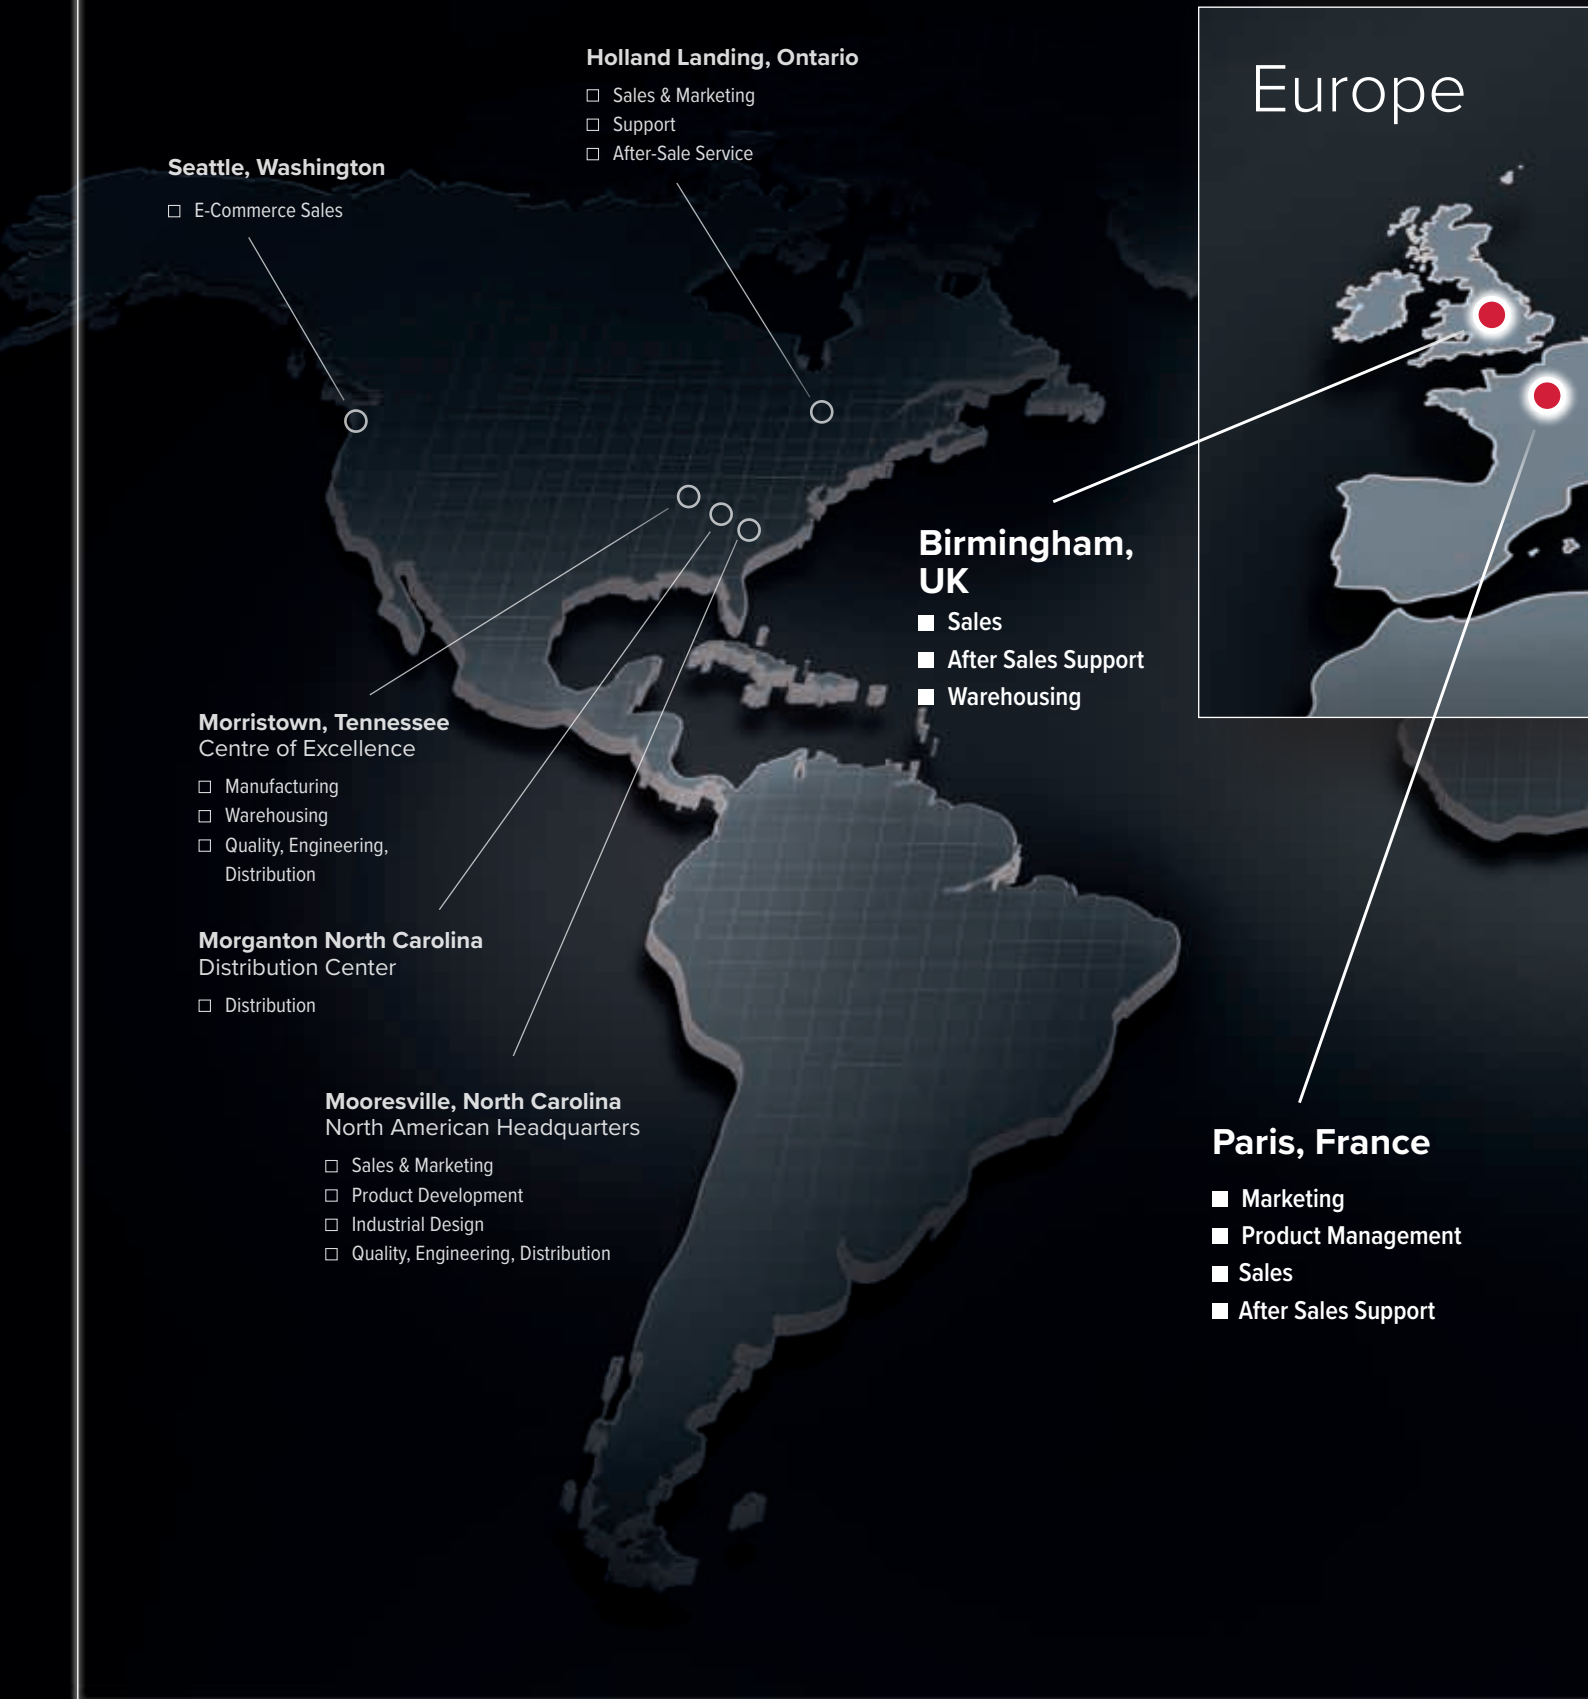 Holland Landing, Ontario
□ Sales & Marketing
□ Support
□ After-Sale Service
Seattle, Washington
□ E-Commerce Sales
Europe
Birmingham,
UK
■ Sales
■ After Sales Support
■ Warehousing
Morristown, Tennessee
Centre of Excellence
□ Manufacturing
□ Warehousing
□ Quality, Engineering,
Distribution
Morganton North Carolina
Distribution Center
□ Distribution
Mooresville, North Carolina
North American Headquarters
□ Sales & Marketing
□ Product Development
□ Industrial Design
□ Quality, Engineering, Distribution
Paris, France
■ Marketing
■ Product Management
■ Sales
■ After Sales Support